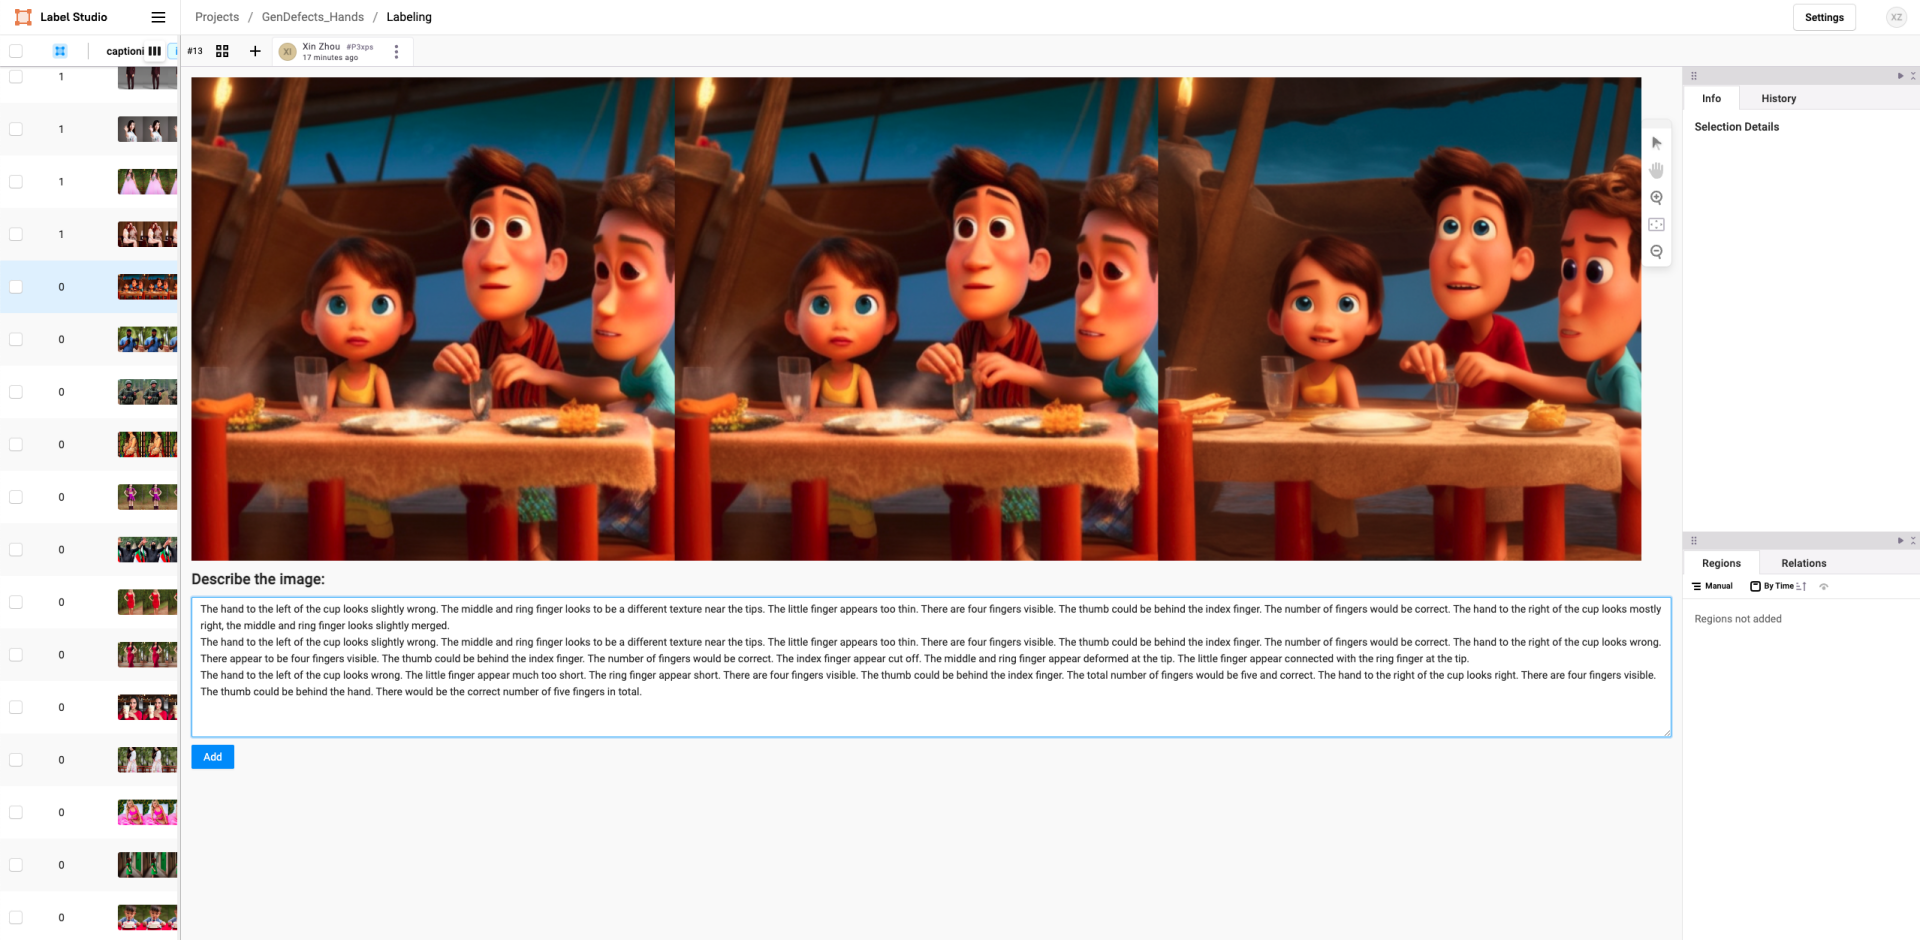 Label Studio
Projects / GenDefects_Hands / Labeling
Settings
XZ
captioni
#13
XI
Xin Zhou #P3xps
17 minutes ago
1
1
1
1
0
0
0
0
0
0
0
0
0
0
0
0
0
Info
History
Selection Details
Describe the image:
The hand to the left of the cup looks slightly wrong. The middle and ring finger looks to be a different texture near the tips. The little finger appears too thin. There are four fingers visible. The thumb could be behind the index finger. The number of fingers would be correct. The hand to the right of the cup looks mostly
right, the middle and ring finger looks slightly merged.
The hand to the left of the cup looks slightly wrong. The middle and ring finger looks to be a different texture near the tips. The little finger appears too thin. There are four fingers visible. The thumb could be behind the index finger. The number of fingers would be correct. The hand to the right of the cup looks wrong.
There appear to be four fingers visible. The thumb could be behind the index finger. The number of fingers would be correct. The index finger appear cut off. The middle and ring finger appear deformed at the tip. The little finger appear connected with the ring finger at the tip.
The hand to the left of the cup looks wrong. The little finger appear much too short. The ring finger appear short. There are four fingers visible. The thumb could be behind the index finger. The total number of fingers would be five and correct. The hand to the right of the cup looks right. There are four fingers visible.
The thumb could be behind the hand. There would be the correct number of five fingers in total.
Add
Regions
Relations
Manual
By Time
Regions not added